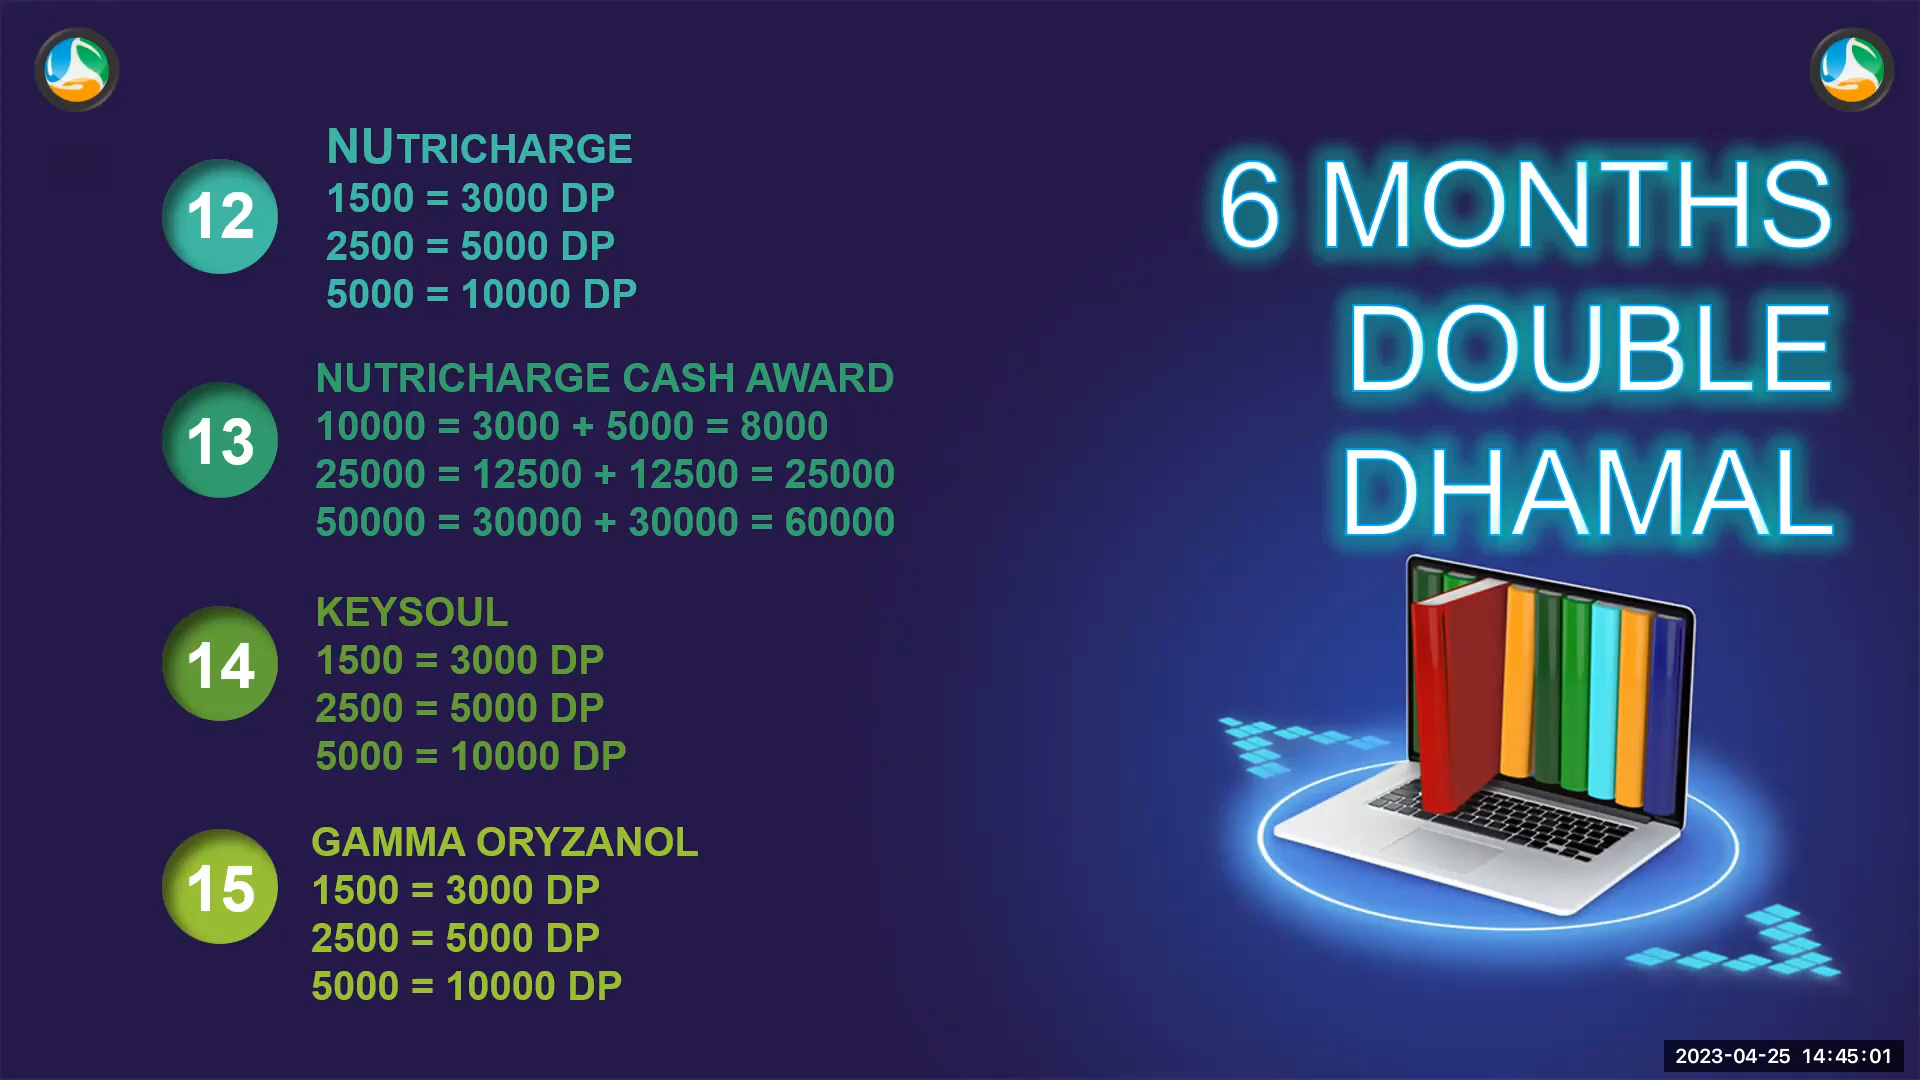 12
NUTRICHARGE
1500 = 3000 DP
2500 = 5000 DP
5000 = 10000 DP
13
NUTRICHARGE CASH AWARD
10000 = 3000 + 5000 = 8000
25000 = 12500 + 12500 = 25000
50000 = 30000 + 30000 = 60000
14
KEYSOUL
1500 = 3000 DP
2500 = 5000 DP
5000 = 10000 DP
15
GAMMA ORYZANOL
1500 = 3000 DP
2500 = 5000 DP
5000 = 10000 DP
6 MONTHS
DOUBLE
DHAMAL
2023-04-25 14:45:01